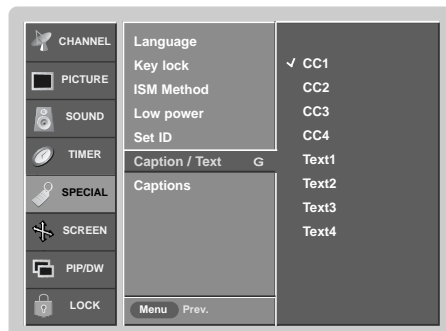 CHANNEL
PICTURE
SOUND
TIMER
SPECIAL
SCREEN
PIP/DW
LOCK
Language
Key lock
ISM Method
Low power
Set ID
Caption / Text G
Captions
Menu Prev.
CC1
CC2
CC3
CC4
Text1
Text2
Text3
Text4